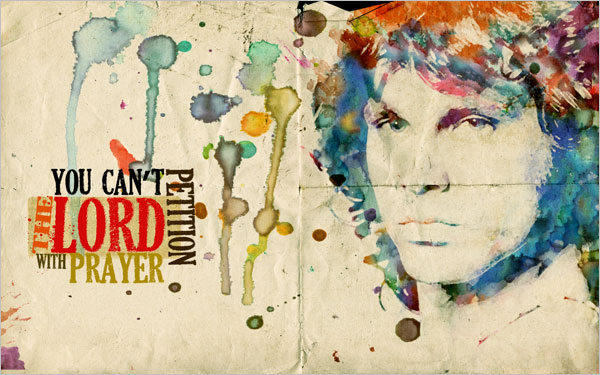 YOU CAN'T
PETITION
THE
LORD
WITH PRAYER